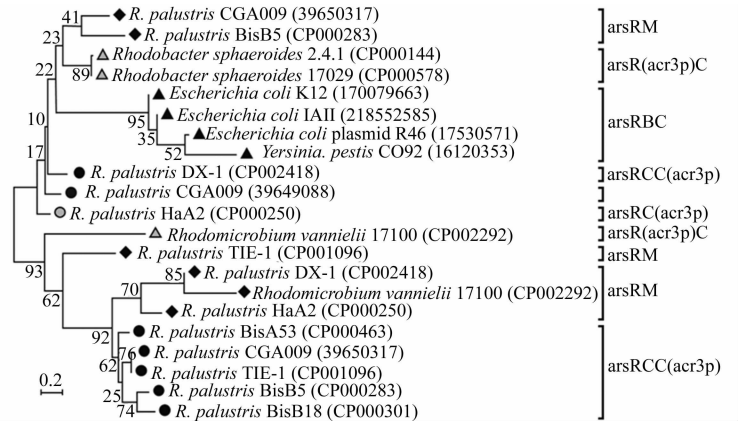 R. palustris CGA009 (39650317)
41
R. palustris BisB5 (CP000283)
arsRM
23
Rhodobacter sphaeroides 2.4.1 (CP000144)
89
Rhodobacter sphaeroides 17029 (CP000578)
arsR(acr3p)C
22
Escherichia coli K12 (170079663)
95
Escherichia coli IAII (218552585)
35
Escherichia coli plasmid R46 (17530571)
52
Yersinia. pestis CO92 (16120353)
arsRBC
10
17
R. palustris DX-1 (CP002418)
R. palustris CGA009 (39649088)
arsRCC(acr3p)
R. palustris HaA2 (CP000250)
arsRC(acr3p)
Rhodomicrobium vannielii 17100 (CP002292)
arsR(acr3p)C
93
R. palustris TIE-1 (CP001096)
arsRM
62
85
R. palustris DX-1 (CP002418)
70
Rhodomicrobium vannielii 17100 (CP002292)
R. palustris HaA2 (CP000250)
arsRM
92
R. palustris BisA53 (CP000463)
76
R. palustris CGA009 (39650317)
62
R. palustris TIE-1 (CP001096)
25
R. palustris BisB5 (CP000283)
74
R. palustris BisB18 (CP000301)
arsRCC(acr3p)
0.2